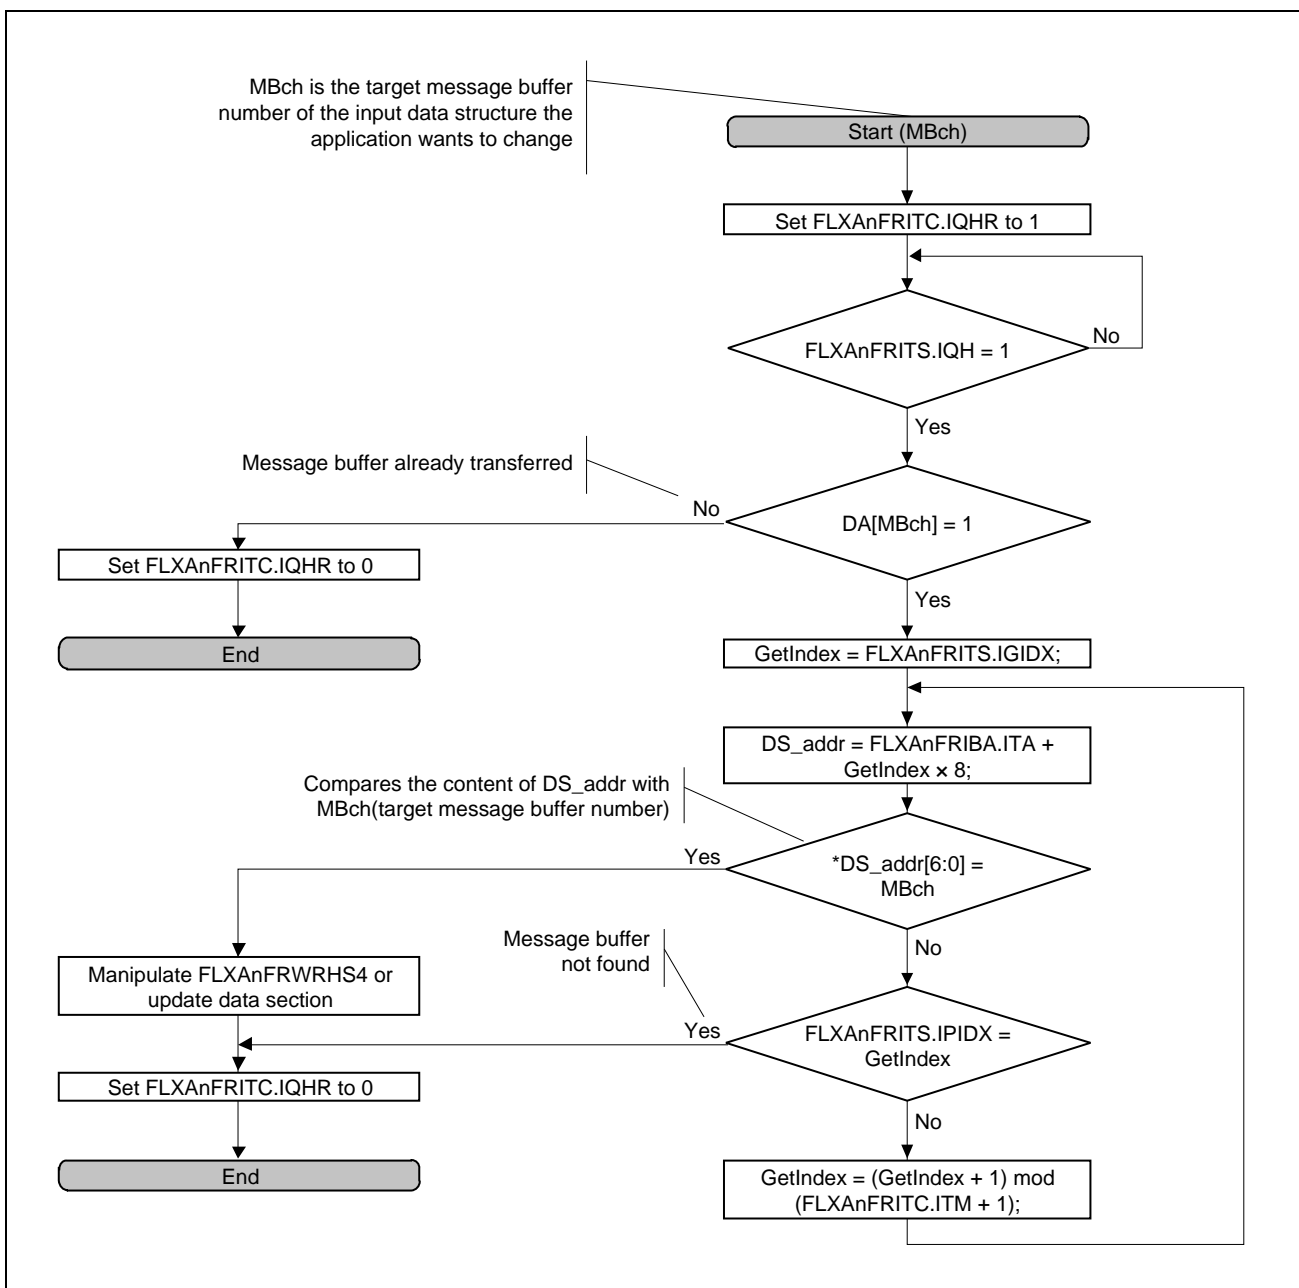 MBch is the target message buffer
number of the input data structure the
application wants to change
Start (MBch)
Set FLXAnFRITC.IQHR to 1
FLXAnFRITS.IQH = 1
No
Yes
Message buffer already transferred
No
DA[MBch] = 1
Set FLXAnFRITC.IQHR to 0
Yes
End
GetIndex = FLXAnFRITS.IGIDX;
DS_addr = FLXAnFRIBA.ITA +
GetIndex × 8;
Compares the content of DS_addr with
MBch(target message buffer number)
Yes
*DS_addr[6:0] =
MBch
No
Message buffer
not found
Manipulate FLXAnFRWRHS4 or
update data section
Yes
FLXAnFRITS.IPIDX =
GetIndex
Set FLXAnFRITC.IQHR to 0
No
End
GetIndex = (GetIndex + 1) mod
(FLXAnFRITC.ITM + 1);